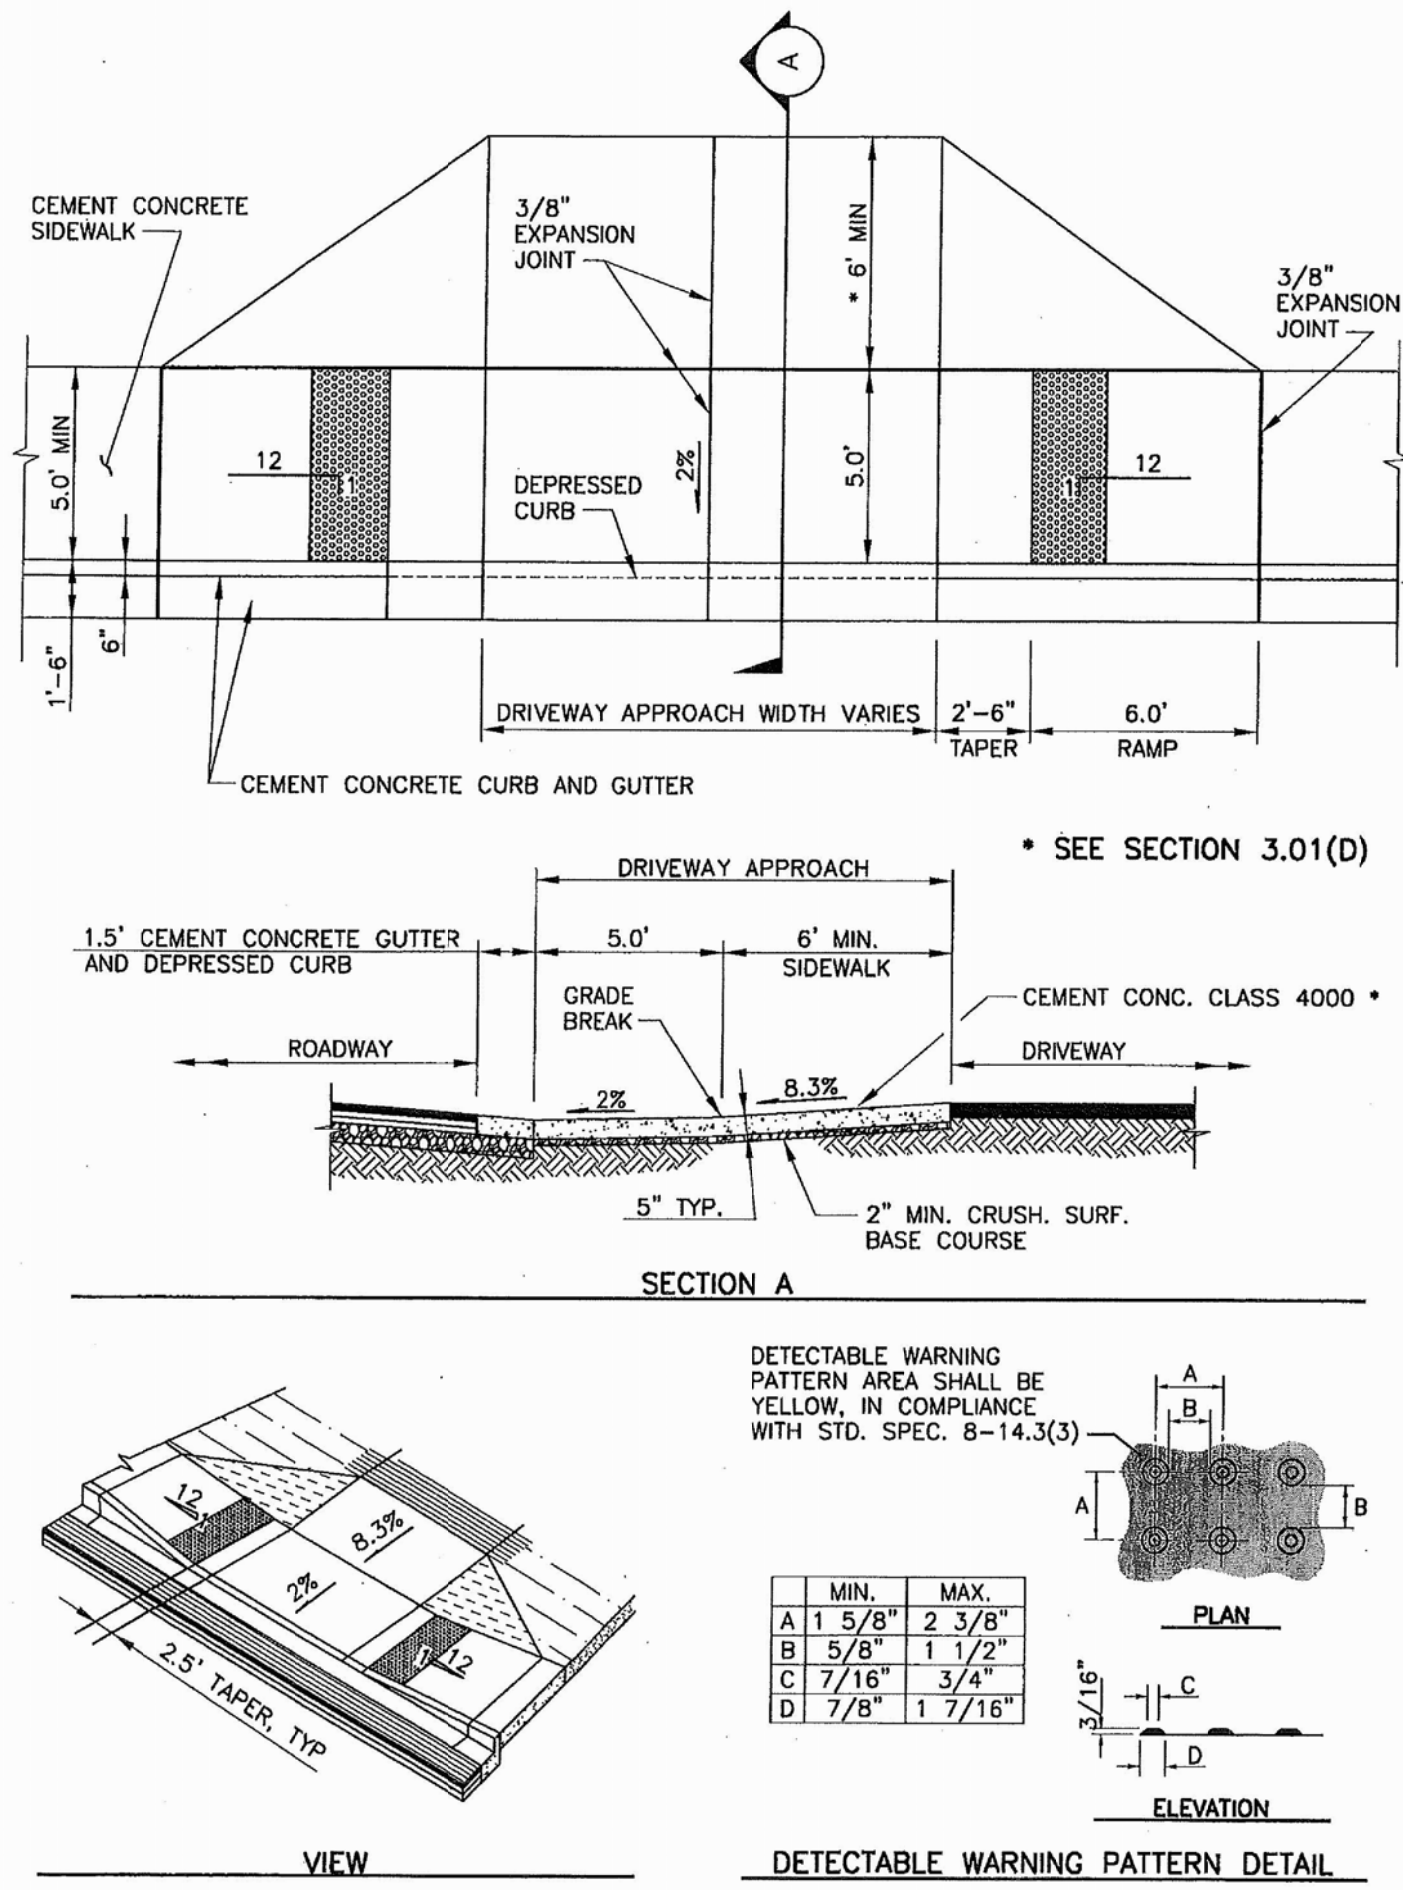 A
CEMENT CONCRETE
SIDEWALK
3/8"
EXPANSION
JOINT
* 6' MIN
3/8"
EXPANSION
JOINT
5.0' MIN
12
1
DEPRESSED
CURB
2%
5.0'
1
12
1'-6"
6"
DRIVEWAY APPROACH WIDTH VARIES
2'-6"
TAPER
6.0'
RAMP
CEMENT CONCRETE CURB AND GUTTER
* SEE SECTION 3.01(D)
DRIVEWAY APPROACH
1.5' CEMENT CONCRETE GUTTER
AND DEPRESSED CURB
5.0'
6' MIN.
SIDEWALK
GRADE
BREAK
CEMENT CONC. CLASS 4000 *
ROADWAY
DRIVEWAY
2%
8.3%
5" TYP.
2" MIN. CRUSH. SURF.
BASE COURSE
SECTION A
12
1
8.3%
2%
1
12
2.5' TAPER, TYP
VIEW
DETECTABLE WARNING
PATTERN AREA SHALL BE
YELLOW, IN COMPLIANCE
WITH STD. SPEC. 8-14.3(3)
A
B
A
B
PLAN
MIN. MAX.
A 1 5/8" 2 3/8"
B 5/8" 1 1/2"
C 7/16" 3/4"
D 7/8" 1 7/16"
3/16"
C
D
ELEVATION
DETECTABLE WARNING PATTERN DETAIL